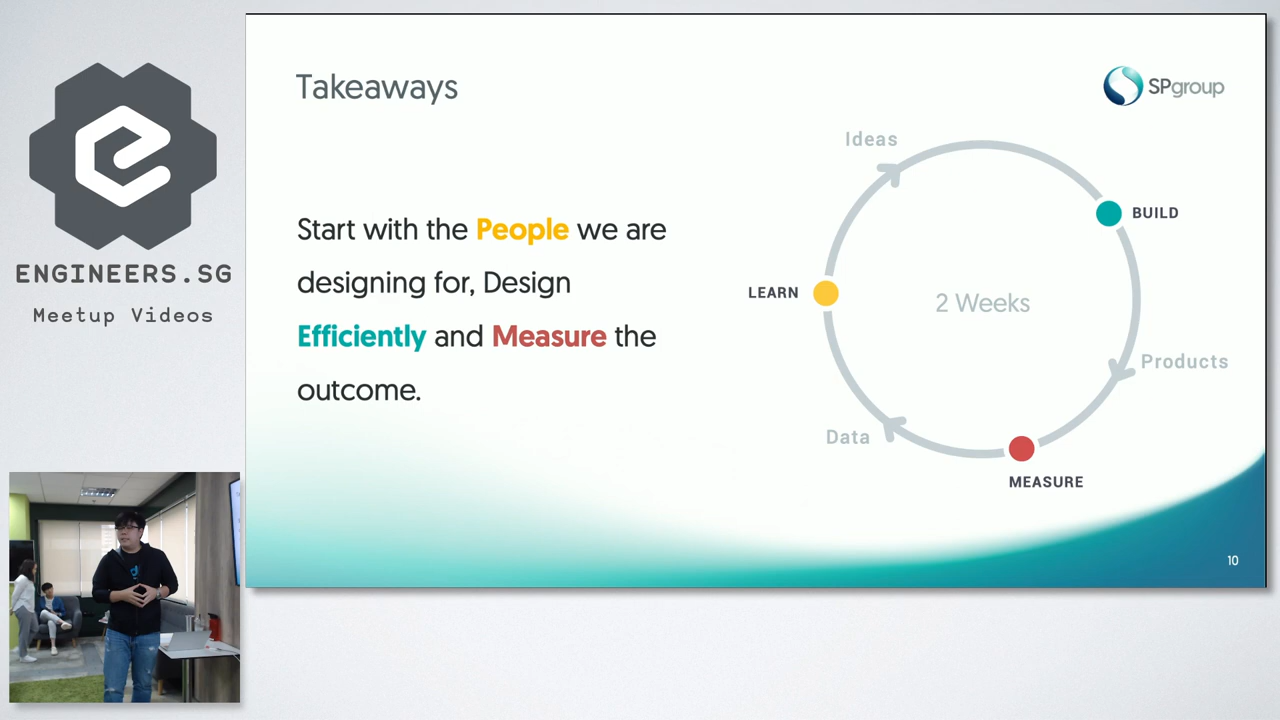 ENGINEERS.SG
Meetup Videos
Takeaways
SPgroup
Start with the People we are
designing for, Design
Efficiently and Measure the
outcome.
Ideas
BUILD
LEARN
2 Weeks
Products
Data
MEASURE
10